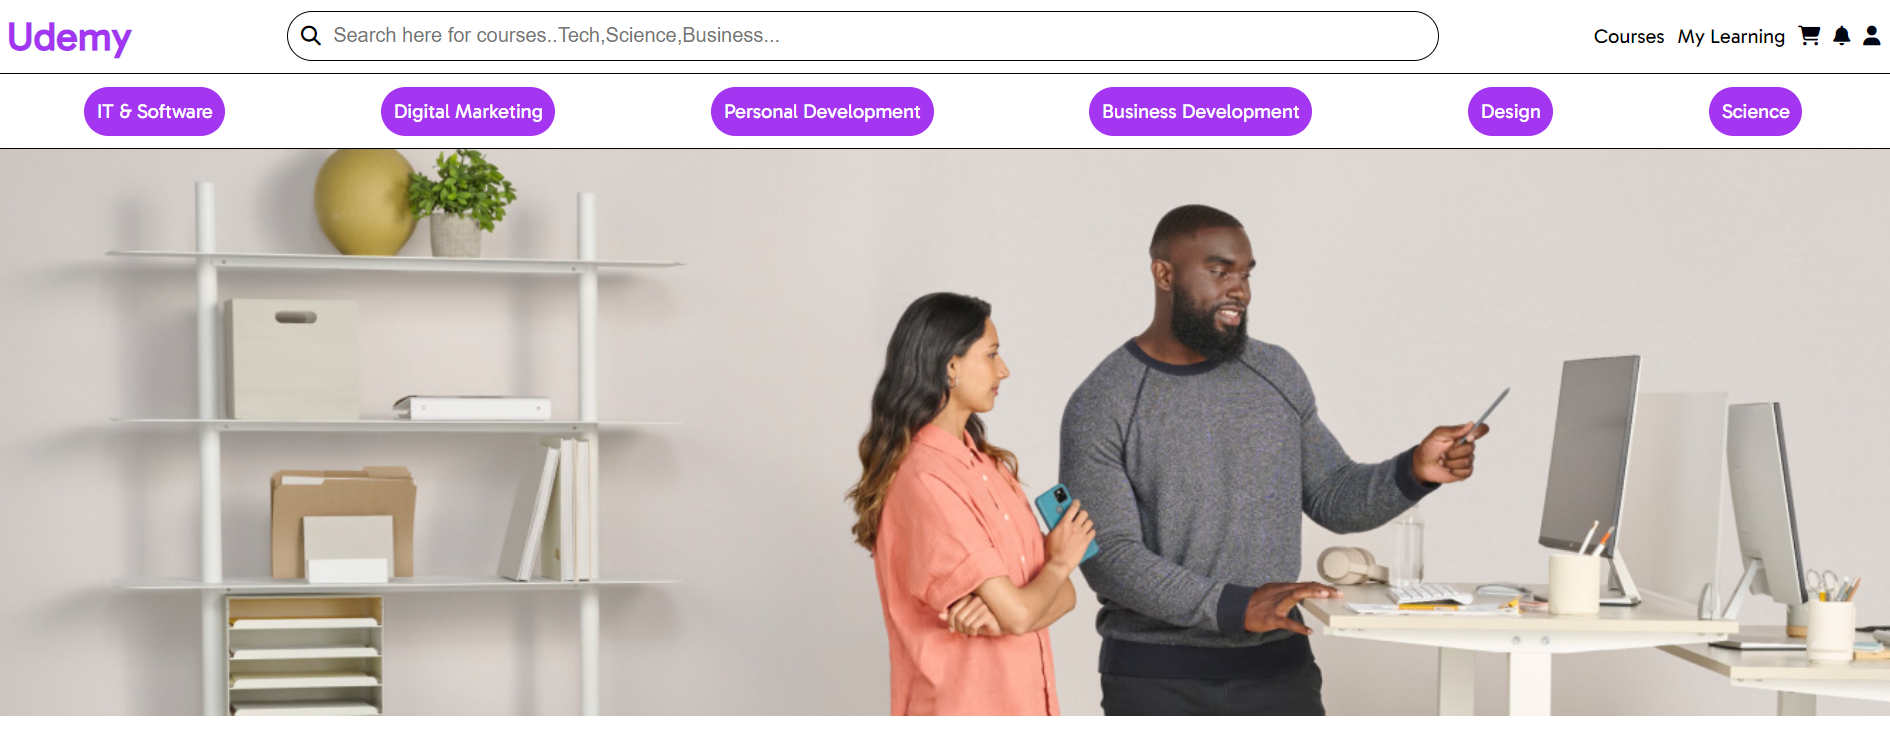 Udemy
Search here for courses..Tech,Science,Business...
Courses My Learning
IT & Software
Digital Marketing
Personal Development
Business Development
Design
Science